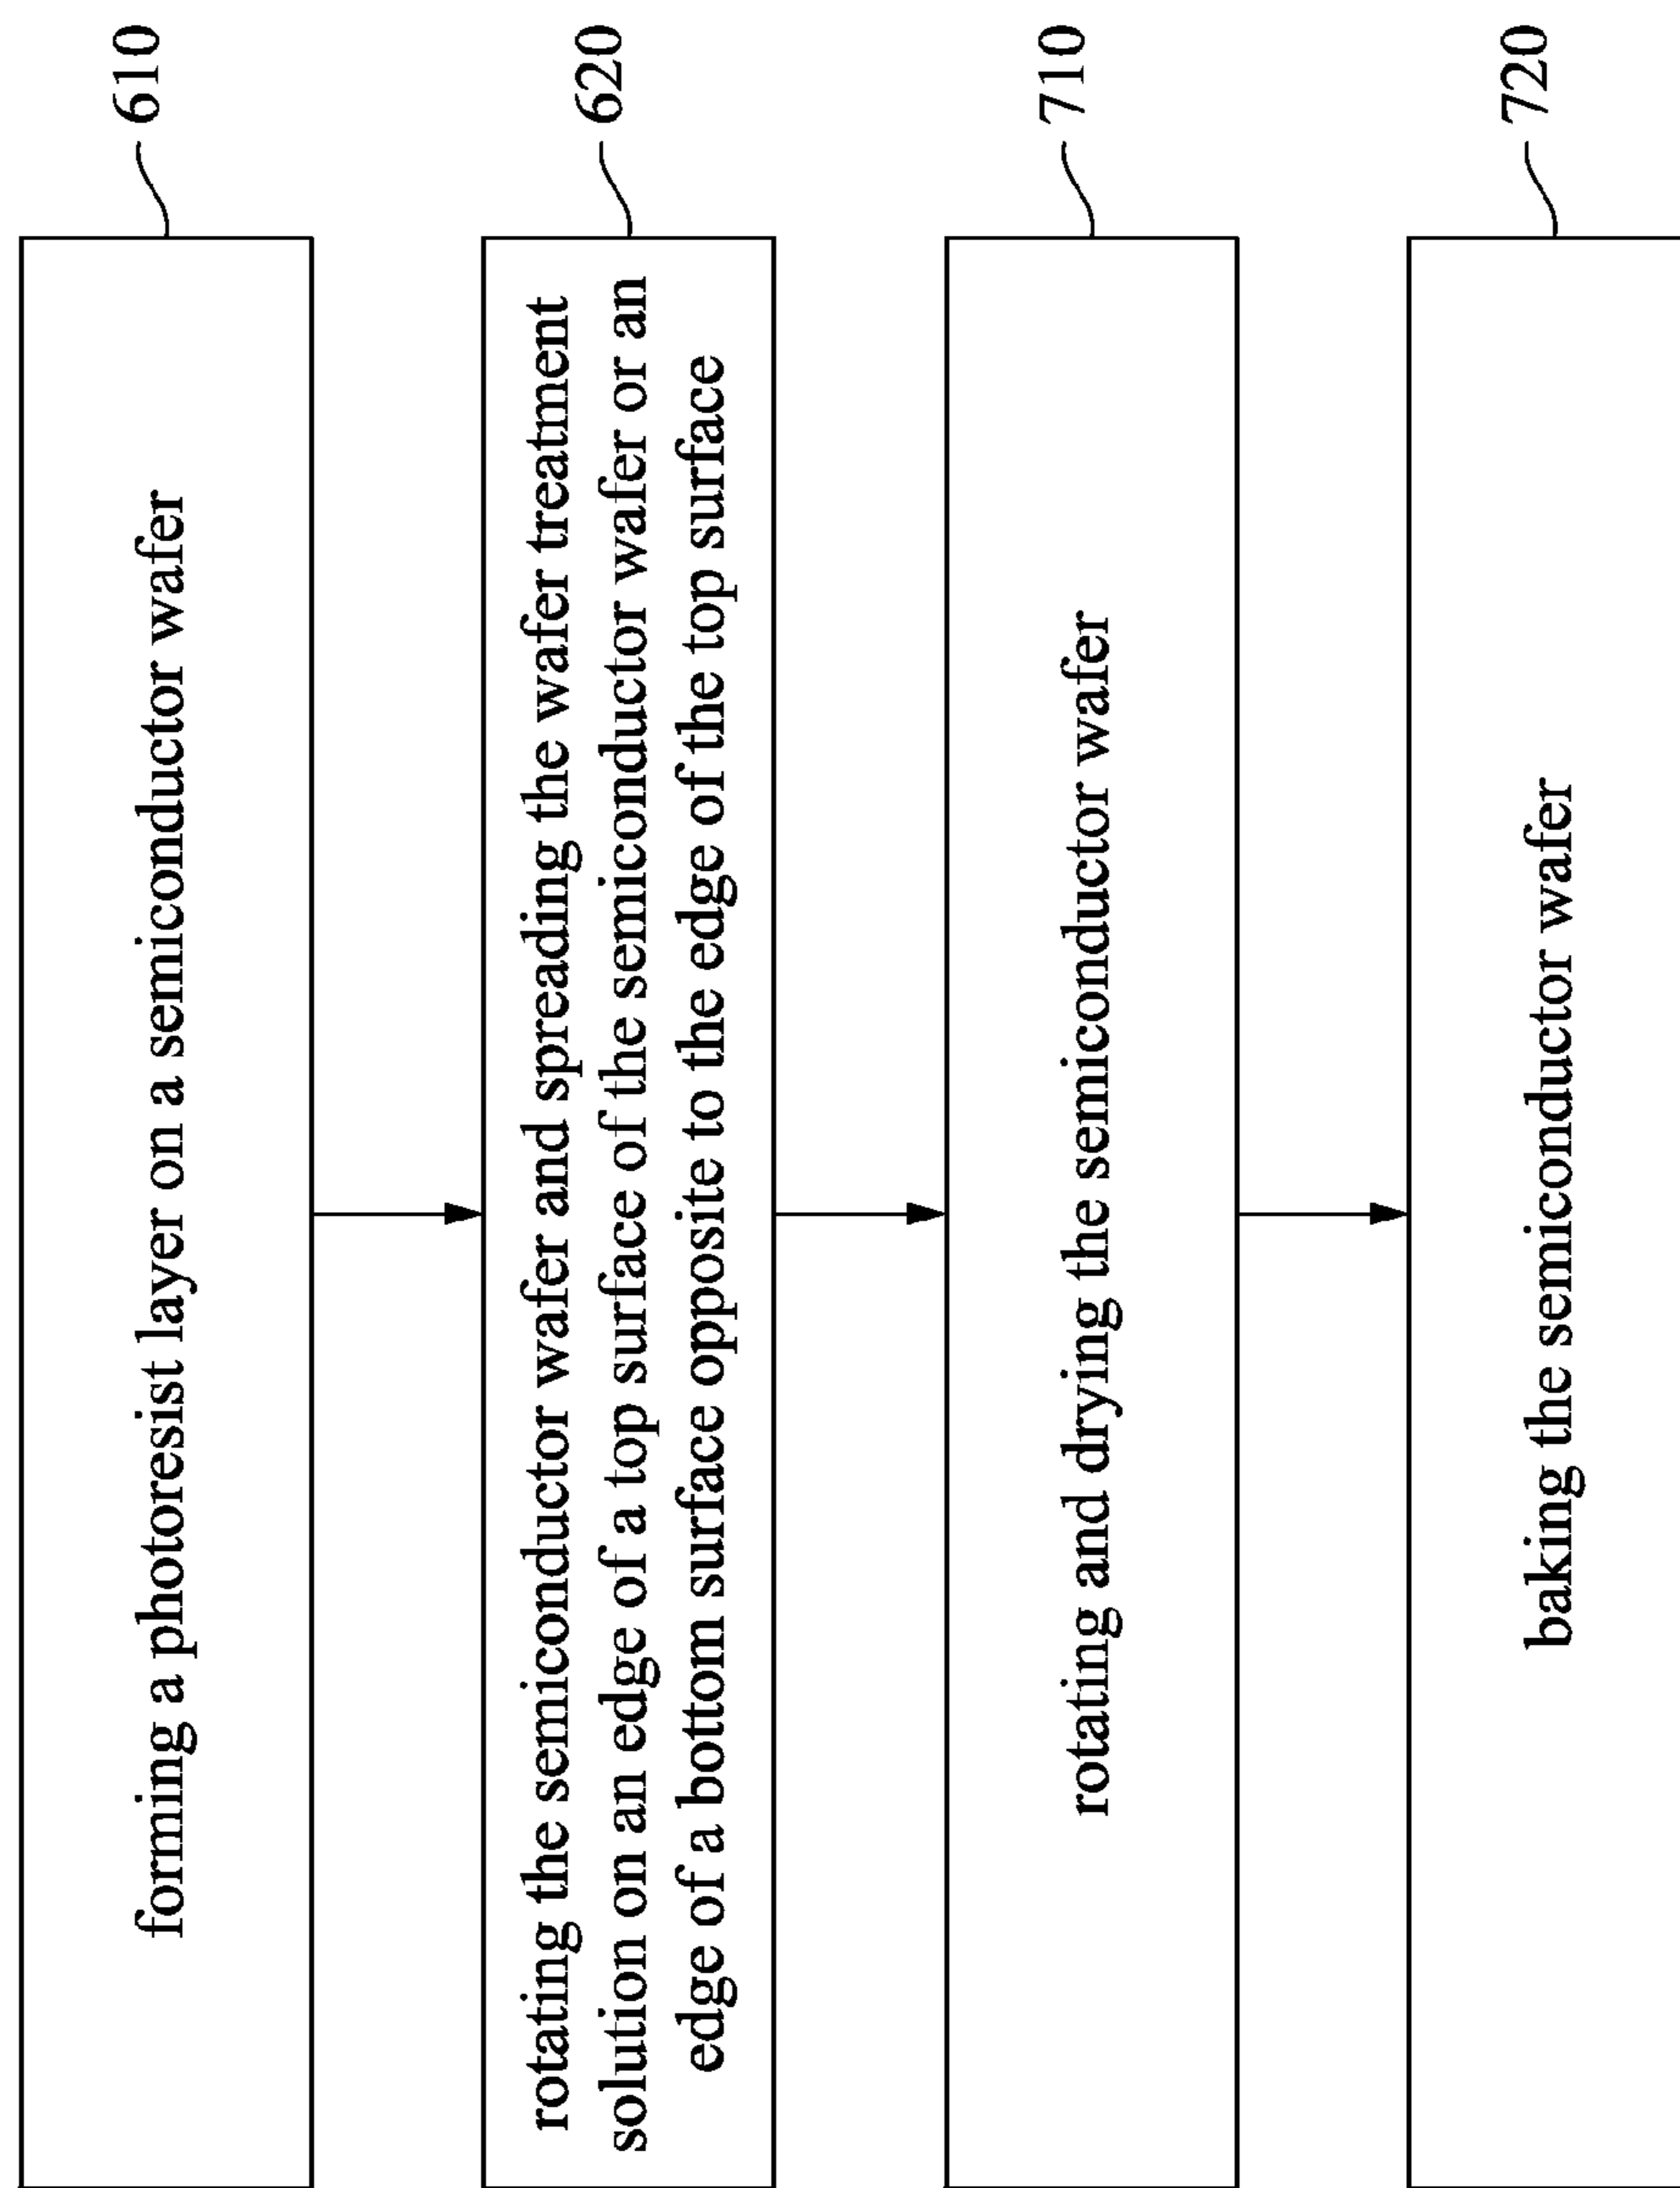 forming a photoresist layer on a semiconductor wafer
610
rotating the semiconductor wafer and spreading the wafer treatment
solution on an edge of a top surface of the semiconductor wafer or an
edge of a bottom surface opposite to the edge of the top surface
620
rotating and drying the semiconductor wafer
710
baking the semiconductor wafer
720